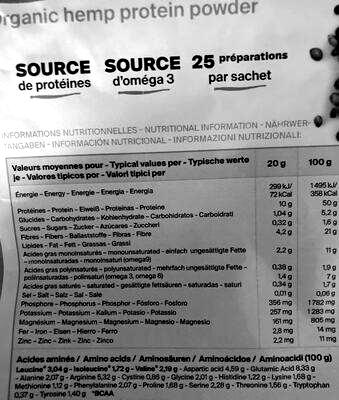 organic hemp protein powder
SOURCE SOURCE 25 préparations
de protéines d'oméga 3 par sachet
INFORMATIONS NUTRITIONNELLES - NUTRITIONAL INFORMATION - NÄHRWER-
TANGABEN - INFORMACIÓN NUTRICIONAL - INFORMAZIONI NUTRIZIONALI:
Valeurs moyennes pour - Typical values per - Typische werte
je - Valores típicos por - Valori tipici per 20 g 100 g
Énergie - Energy - Energie - Energía - Energia 299 kJ/ 1495 kJ/
72 kCal 358 kCal
Protéines - Protein - Eiweiß - Proteínas - Proteine 10 g 50 g
Glucides - Carbohydrates - Kohlenhydrate - Carbohidratos - Carboidrati 1,04 g 5,2 g
Sucres - Sugars - Zucker - Azúcares - Zuccheri 0,32 g 1,6 g
Fibres - Fibers - Ballaststoffe - Fibras - Fibre 4,2 g 21 g
Lipides - Fat - Fett - Grassas - Grassi
Acides gras monoinsaturés - monounsaturated - einfach ungesättigte Fette 2,2 g 11 g
- monoinsaturadas - monoinsaturi (omega9)
Acides gras polyinsaturés - polyunsaturated - mehrfach ungesättigte Fette - 0,38 g 1,9 g
poliinsaturadas - polinsaturi (omega 3, omega 6) 1,4 g 7 g
Acides gras saturés - saturated - gesättigte fettsäuren - saturadas - saturi 0,34 g 1,7 g
Sel - Salt - Salz - Sal - Sale 0,01 g 0,06 g
Phosphore - Phosphorus - Phosphor - Fósforo - Fosforo 356 mg 1782 mg
Potassium - Potassium - Kalium - Potasio - Potassio 257 mg 1283 mg
Magnésium - Magnesium - Magnesium - Magnesio - Magnesio 161 mg 805 mg
Fer - Iron - Eisen - Hierro - Ferro 2,8 mg 14 mg
Zinc - Zinc - Zink - Zinc - Zinco 2,2 mg 11 mg
Acides aminés / Amino acids / Aminosäuren / Aminoácidos / Aminoacidi (100 g)
Leucine* 3,04 g - Isoleucine* 1,72 g - Valine* 2,19 g - Aspartic acid 4,59 g - Glutamic Acid 8,33 g
- Alanine 2,07 g - Arginine 5,32 g - Cystine 0,86 g - Glycine 2,01 g - Histidine 1,22 g - Lysine 1,68 g -
Methionine 1,12 g - Phenylalanine 2,07 g - Proline 1,68 g - Serine 2,28 g - Threonine 1,56 g - Tryptophan
0,37 g - Tyrosine 1,40 g *BCAA